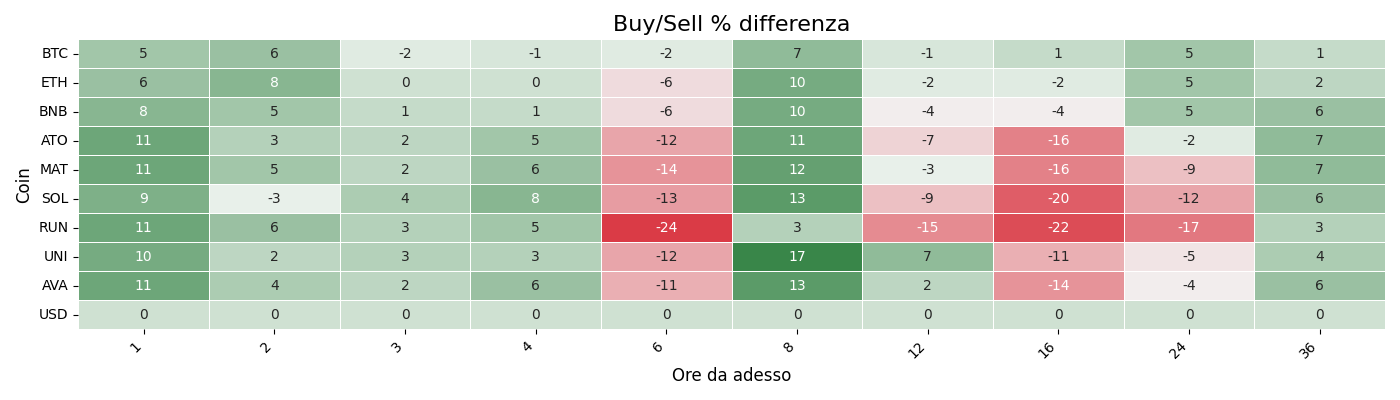 Buy/Sell % differenza
Coin
BTC 5 6 -2 -1 -2 7 -1 1 5 1
ETH 6 8 0 0 -6 10 -2 -2 5 2
BNB 8 5 1 1 -6 10 -4 -4 5 6
ATO 11 3 2 5 -12 11 -7 -16 -2 7
MAT 11 5 2 6 -14 12 -3 -16 -9 7
SOL 9 -3 4 8 -13 13 -9 -20 -12 6
RUN 11 6 3 5 -24 3 -15 -22 -17 3
UNI 10 2 3 3 -12 17 7 -11 -5 4
AVA 11 4 2 6 -11 13 2 -14 -4 6
USD 0 0 0 0 0 0 0 0 0 0
1 2 3 4 6 8 12 16 24 36
Ore da adesso